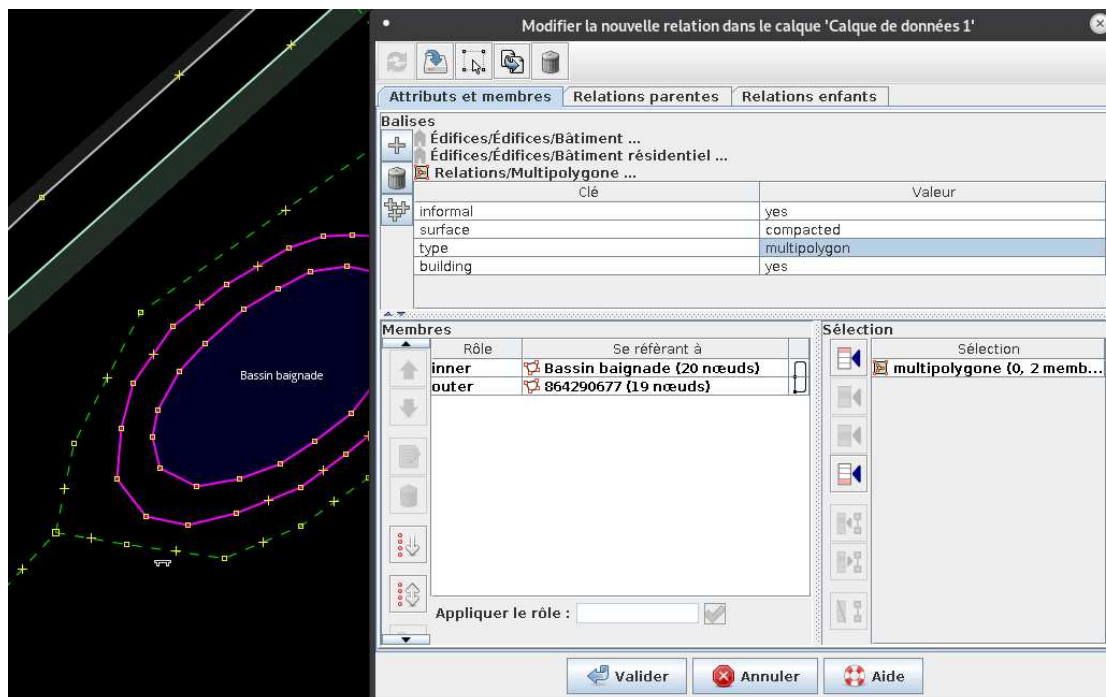 Modifier la nouvelle relation dans le calque 'Calque de données 1'
Attributs et membres Relations parentes Relations enfants
Balises
Édifices/Édifices/Bâtiment ...
Édifices/Édifices/Bâtiment résidentiel ...
Relations/Multipolygone ...
Clé Valeur
informal yes
surface compacted
type multipolygon
building yes
Bassin baignade
Membres
Rôle Se réfèrant à
inner Bassin baignade (20 nœuds)
outer 864290677 (19 nœuds)
Appliquer le rôle :
Sélection
Sélection
multipolygone (0, 2 memb...
Valider Annuler Aide